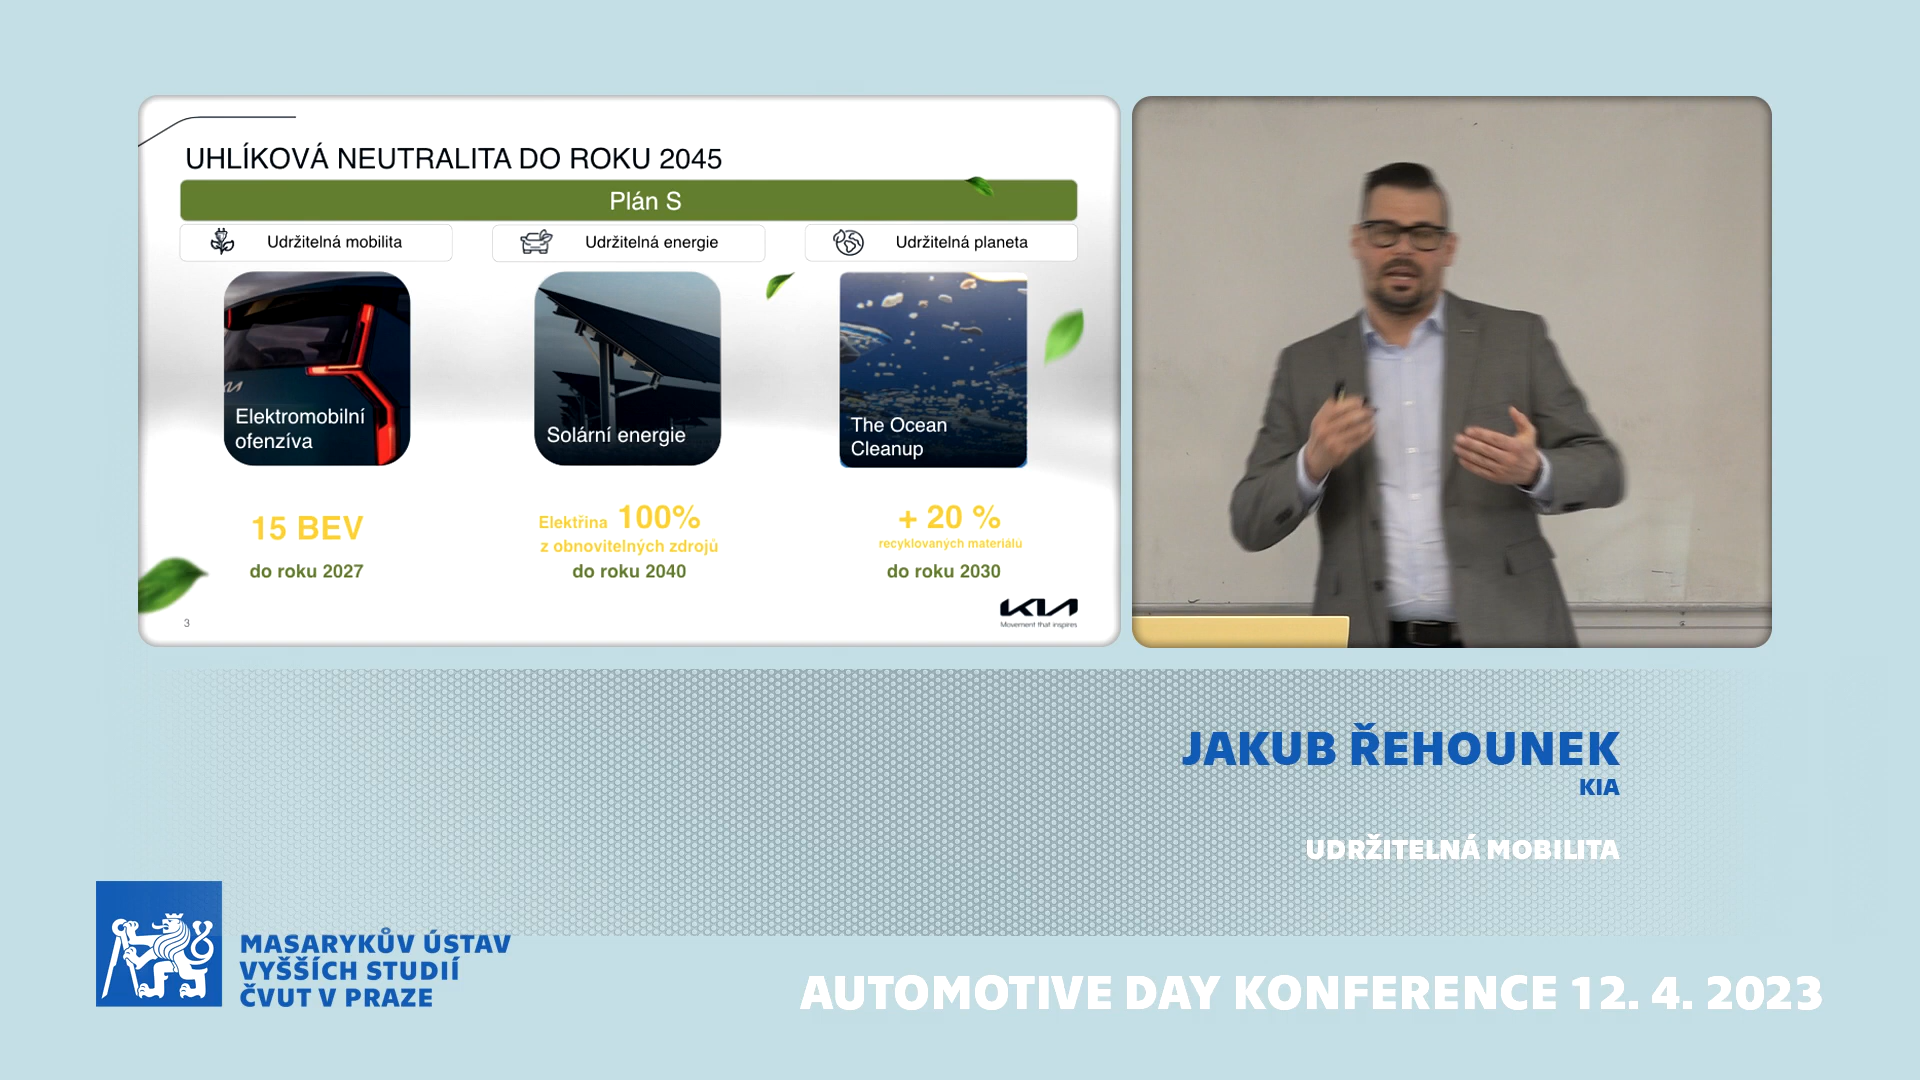 UHLÍKOVÁ NEUTRALITA DO ROKU 2045
Plán S
Udržitelná mobilita
Udržitelná energie
Udržitelná planeta
Elektromobilní
ofenzíva
Solární energie
The Ocean
Cleanup
15 BEV
do roku 2027
Elektřina 100%
z obnovitelných zdrojů
do roku 2040
+ 20 %
recyklovaných materiálu
do roku 2030
KIA
Movement that inspires
3
JAKUB ŘEHOUNEK
KIA
UDRŽITELNÁ MOBILITA
MASARYKŮV ÚSTAV
VYŠŠÍCH STUDIÍ
ČVUT V PRAZE
AUTOMOTIVE DAY KONFERENCE 12. 4. 2023